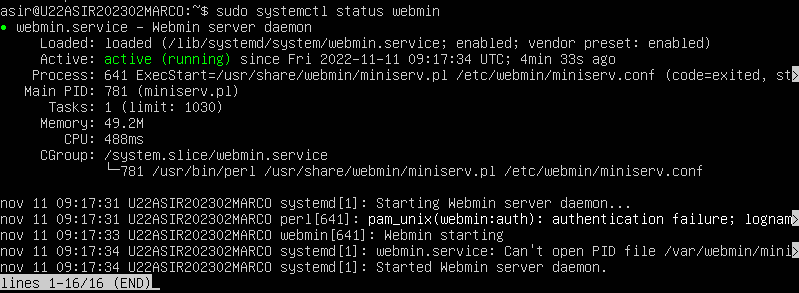 asir@U22ASIR202302MARCO:~$ sudo systemctl status webmin
● webmin.service – Webmin server daemon
Loaded: loaded (/lib/systemd/system/webmin.service; enabled; vendor preset: enabled)
Active: active (running) since Fri 2022-11-11 09:17:34 UTC; 4min 33s ago
Process: 641 ExecStart=/usr/share/webmin/miniserv.pl /etc/webmin/miniserv.conf (code=exited, st>
Main PID: 781 (miniserv.pl)
Tasks: 1 (limit: 1030)
Memory: 49.2M
CPU: 488ms
CGroup: /system.slice/webmin.service
└─781 /usr/bin/perl /usr/share/webmin/miniserv.pl /etc/webmin/miniserv.conf
nov 11 09:17:31 U22ASIR202302MARCO systemd[1]: Starting Webmin server daemon...
nov 11 09:17:31 U22ASIR202302MARCO perl[641]: pam_unix(webmin:auth): authentication failure; lognam>
nov 11 09:17:33 U22ASIR202302MARCO webmin[641]: Webmin starting
nov 11 09:17:34 U22ASIR202302MARCO systemd[1]: webmin.service: Can't open PID file /var/webmin/mini>
nov 11 09:17:34 U22ASIR202302MARCO systemd[1]: Started Webmin server daemon.
lines 1-16/16 (END)